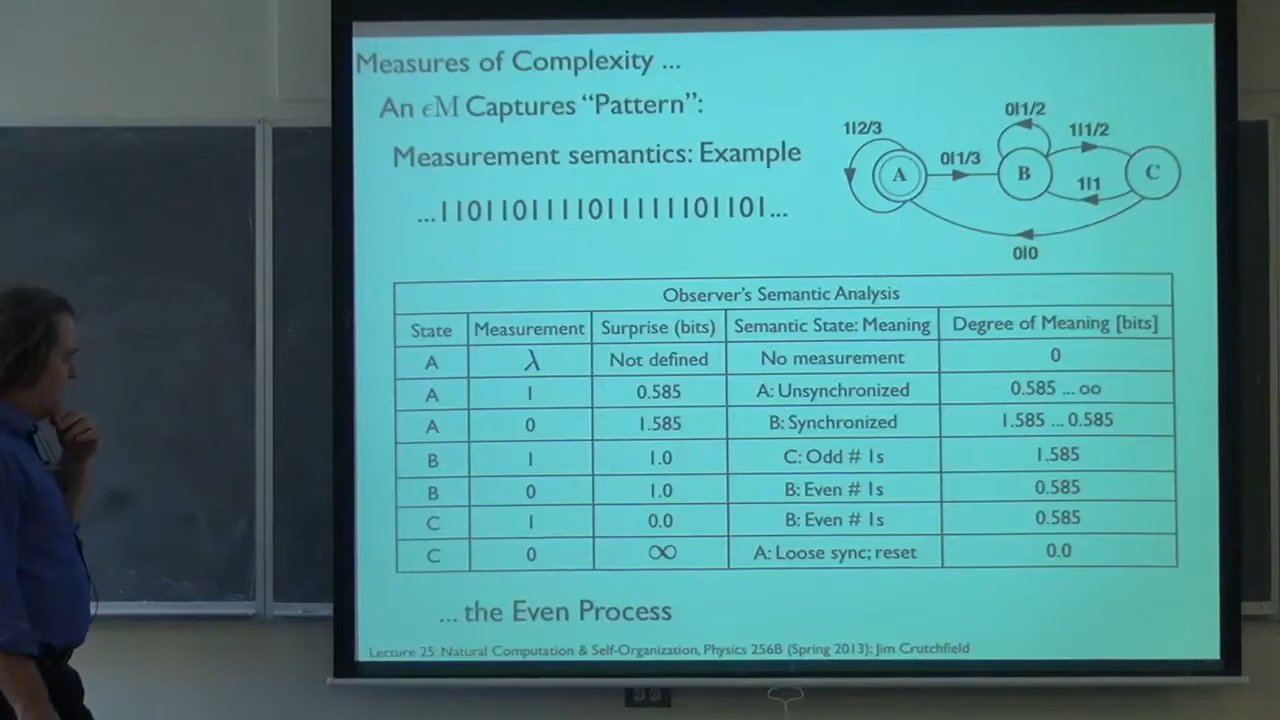 Measures of Complexity ...
An ϵM Captures “Pattern”:
Measurement semantics: Example
...11011011110111111101101...
1|2/3
A
0|1/3
0|1/2
B
1|1/2
C
1|1
0|0
Observer's Semantic Analysis
State Measurement Surprise (bits) Semantic State: Meaning Degree of Meaning [bits]
A λ Not defined No measurement 0
A 1 0.585 A: Unsynchronized 0.585 ... ∞
A 0 1.585 B: Synchronized 1.585 ... 0.585
B 1 1.0 C: Odd # 1s 1.585
B 0 1.0 B: Even # 1s 0.585
C 1 0.0 B: Even # 1s 0.585
C 0 ∞ A: Loose sync; reset 0.0
... the Even Process
Lecture 25: Natural Computation & Self-Organization, Physics 256B (Spring 2013); Jim Crutchfield